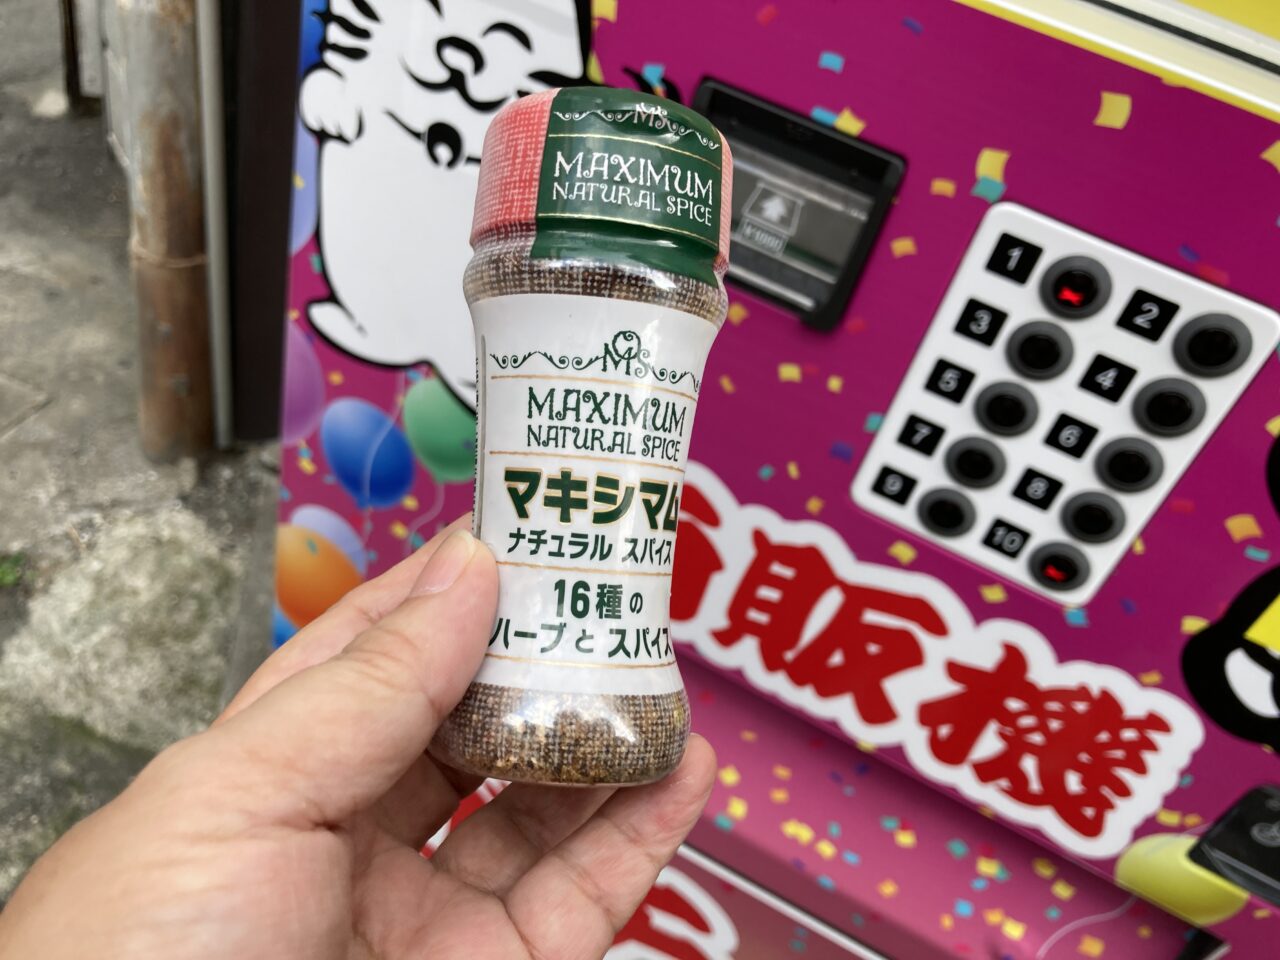 M's
MAXIMUM
NATURAL SPICE
M's
MAXIMUM
NATURAL SPICE
マキシマム
ナチュラル スパイス
16種の
ハーブと スパイス
¥1000
1
2
3
4
5
6
7
8
9
10
販機